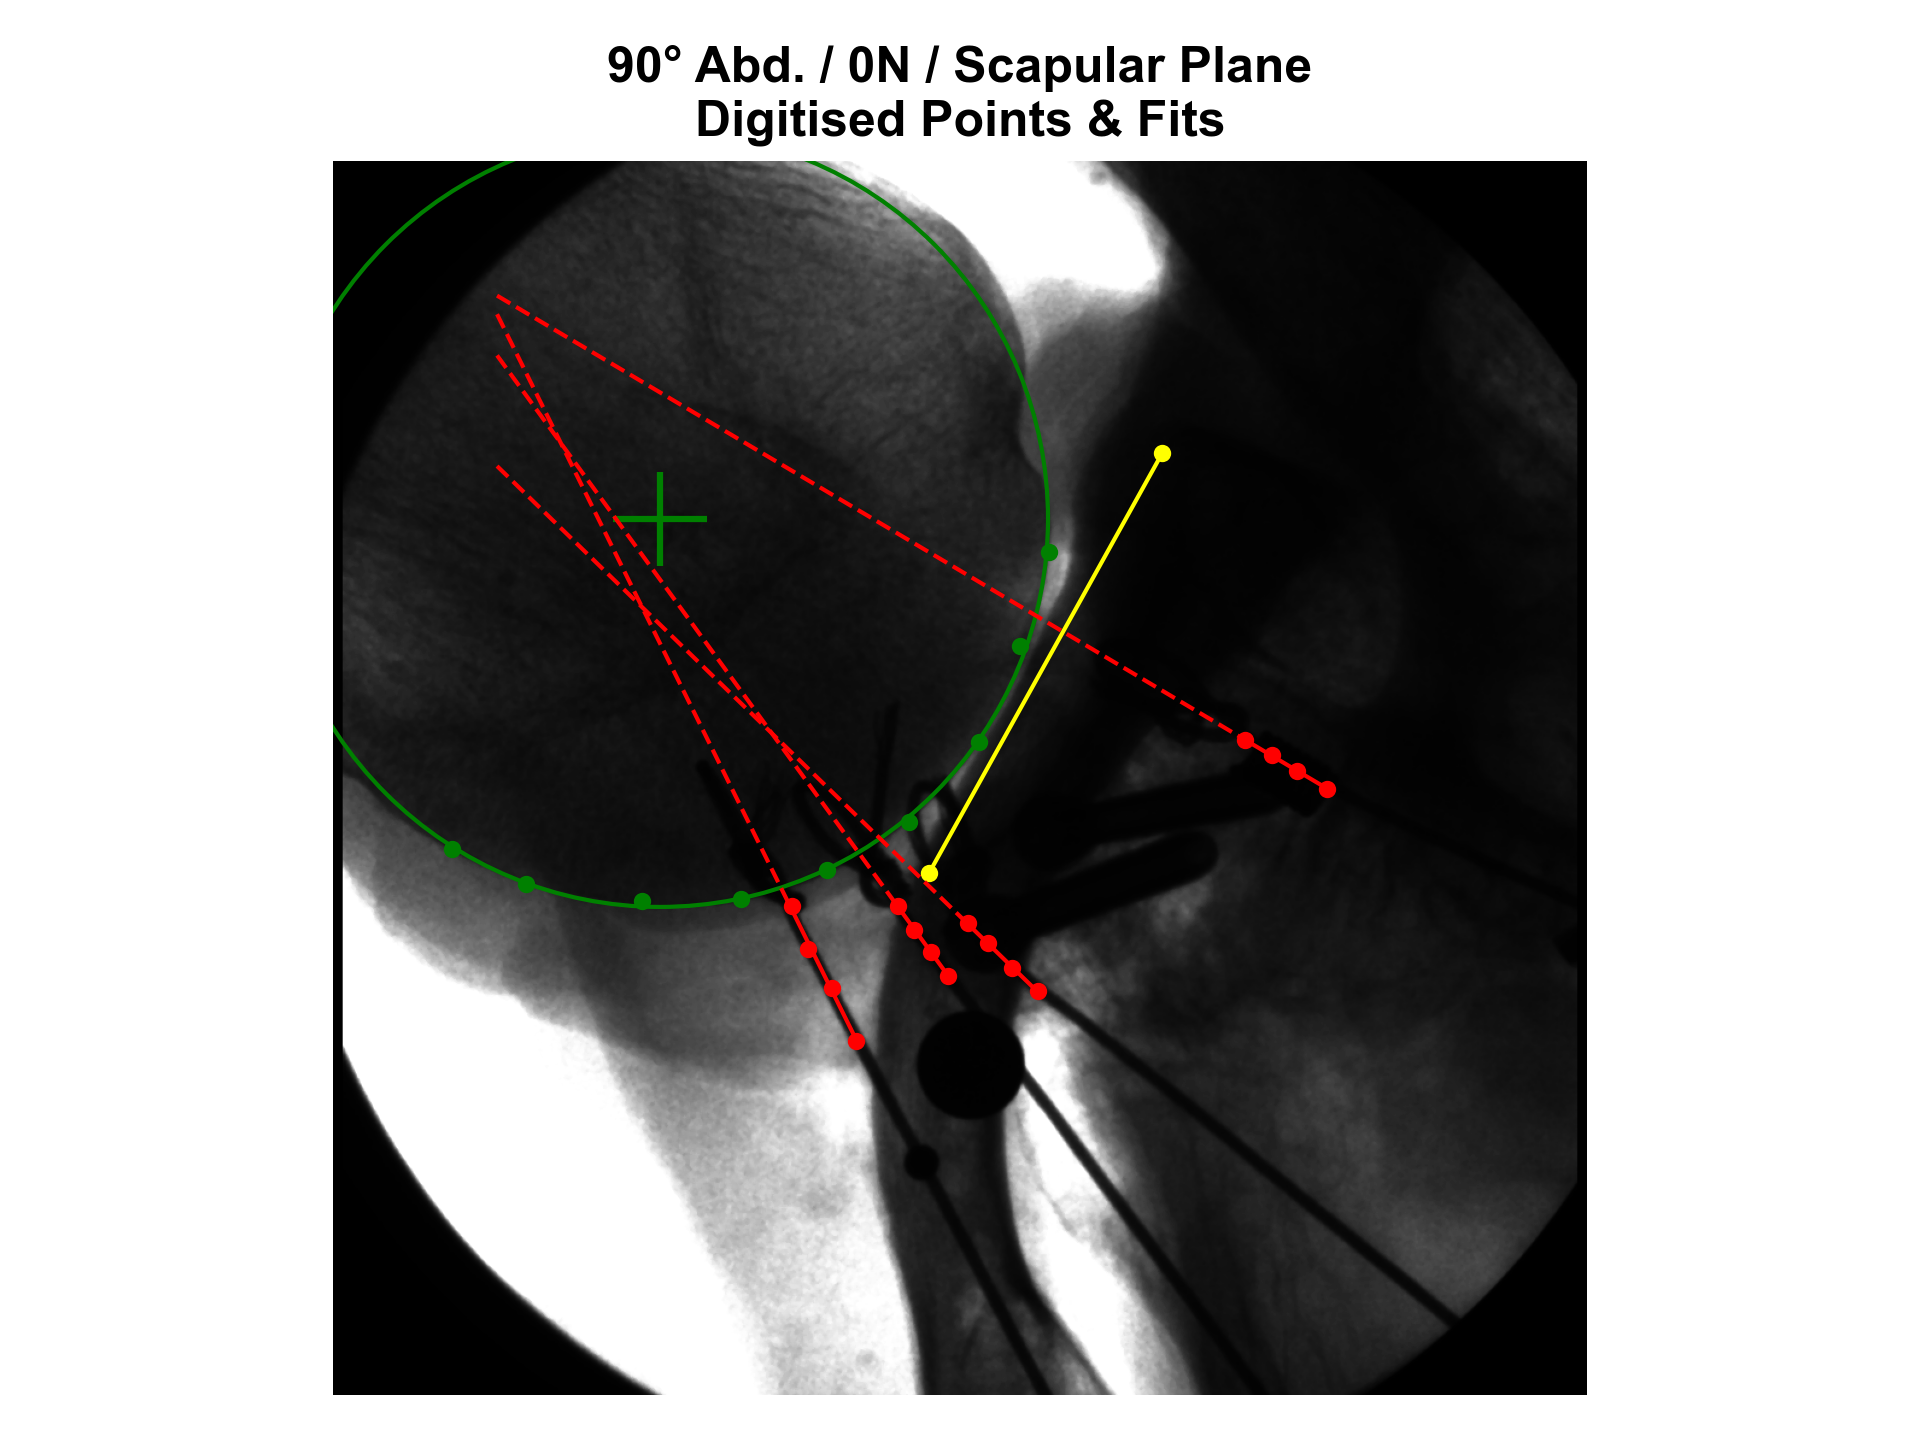 90° Abd. / 0N / Scapular Plane
Digitised Points & Fits